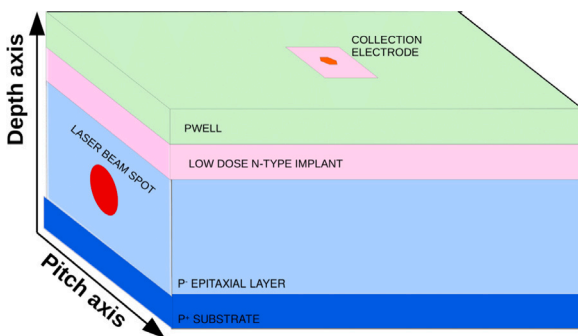 Depth axis
COLLECTION
ELECTRODE
PWELL
LASER BEAM SPOT
LOW DOSE N-TYPE IMPLANT
P⁻ EPITAXIAL LAYER
Pitch axis
P⁺ SUBSTRATE